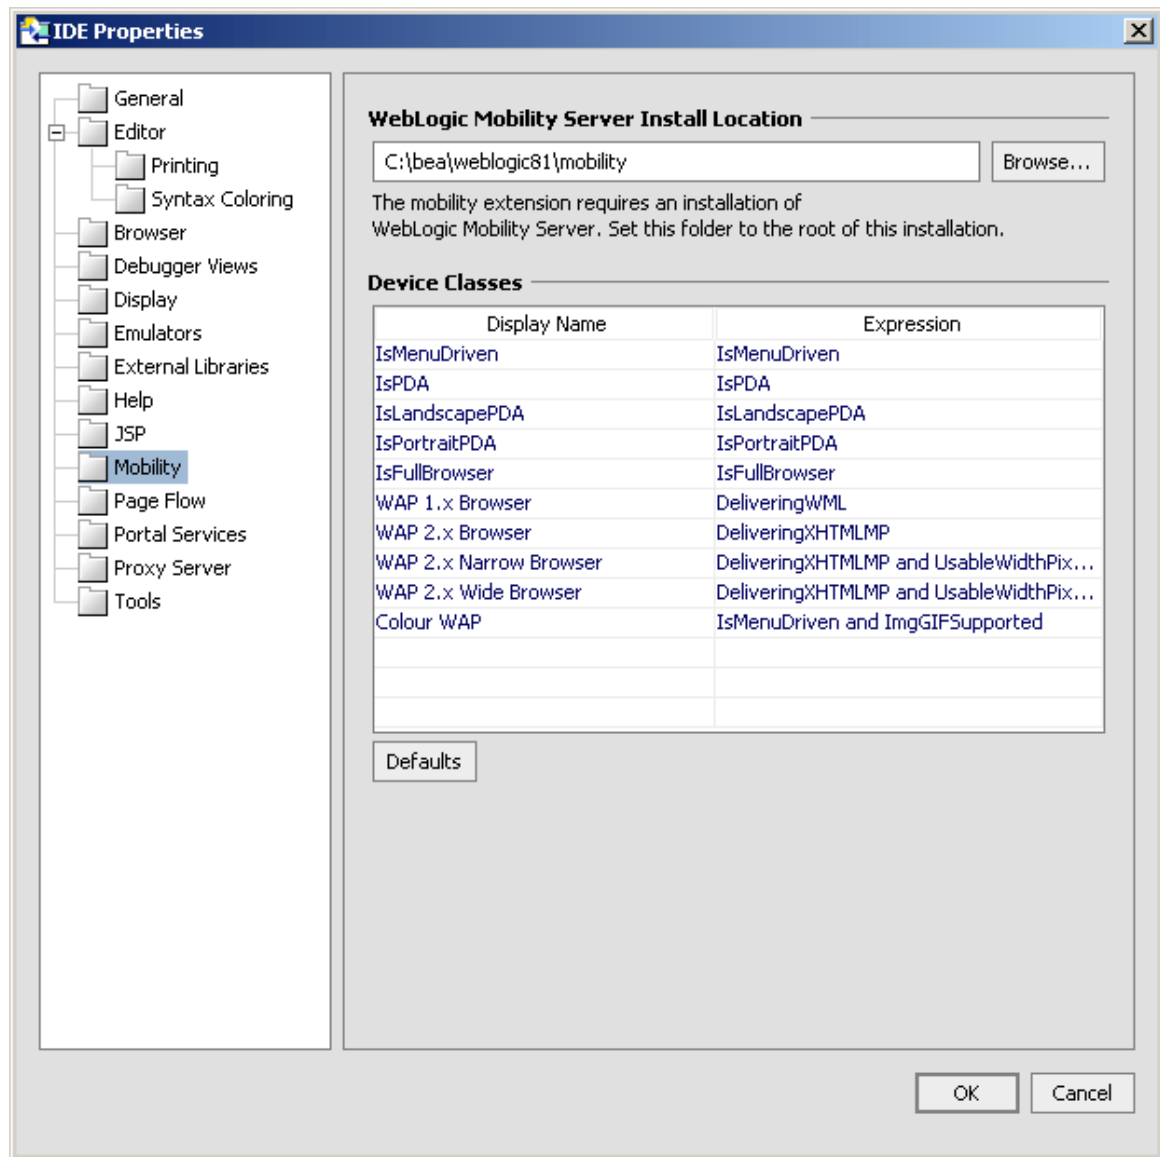 IDE Properties
General
Editor
Printing
Syntax Coloring
Browser
Debugger Views
Display
Emulators
External Libraries
Help
JSP
Mobility
Page Flow
Portal Services
Proxy Server
Tools
WebLogic Mobility Server Install Location
C:\bea\weblogic81\mobility Browse...
The mobility extension requires an installation of
WebLogic Mobility Server. Set this folder to the root of this installation.
Device Classes
Display Name Expression
IsMenuDriven IsMenuDriven
IsPDA IsPDA
IsLandscapePDA IsLandscapePDA
IsPortraitPDA IsPortraitPDA
IsFullBrowser IsFullBrowser
WAP 1.x Browser DeliveringWML
WAP 2.x Browser DeliveringXHTMLMP
WAP 2.x Narrow Browser DeliveringXHTMLMP and UsableWidthPix...
WAP 2.x Wide Browser DeliveringXHTMLMP and UsableWidthPix...
Colour WAP IsMenuDriven and ImgGIFSupported
Defaults
OK Cancel